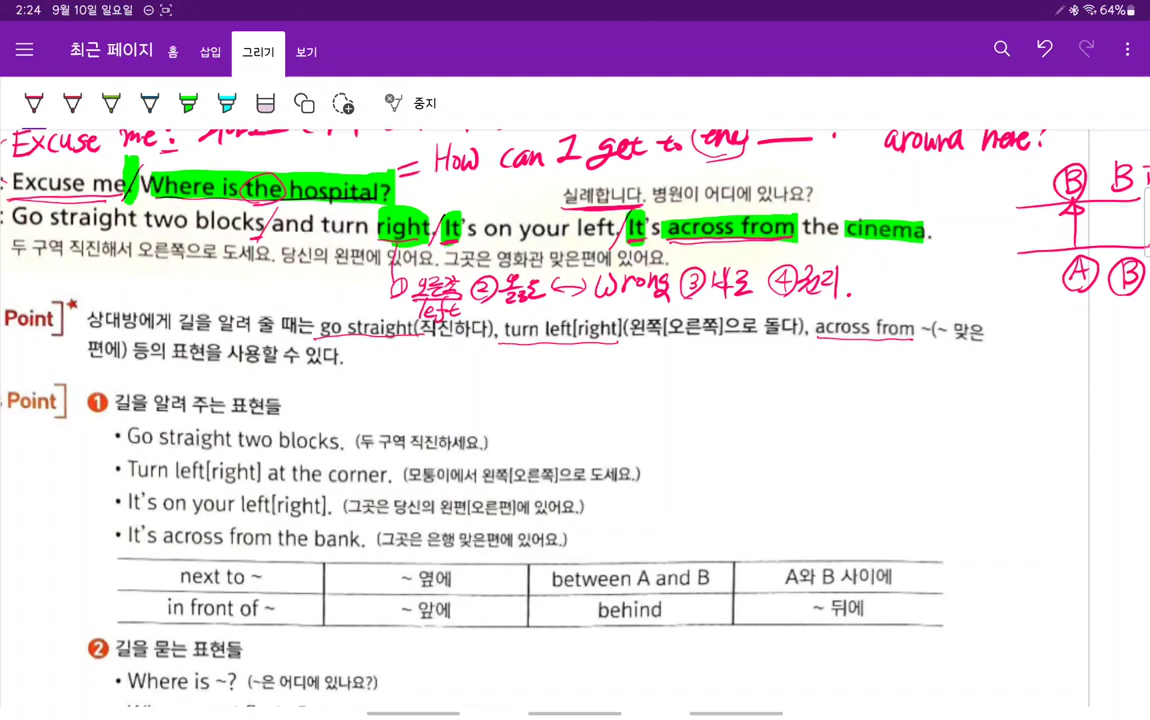 2:24 9월 10일 일요일 64%
최근 페이지 홈 삽입 그리기 보기
중지
Excuse me. around here?
= How can I get to (the) ?
Excuse me. Where is the hospital? 실례합니다. 병원이 어디에 있나요?
B B
: Go straight two blocks and turn right. It's on your left. It's across from the cinema.
두 구역 직진해서 오른쪽으로 도세요. 당신의 왼편에 있어요. 그곳은 영화관 맞은편에 있어요.
A B
① 오른쪽 ② 옳은 ↔ wrong ③ 바로 ④ 권리.
left
Point] 상대방에게 길을 알려 줄 때는 go straight(직진하다), turn left[right](왼쪽[오른쪽]으로 돌다), across from ~(~ 맞은
편에) 등의 표현을 사용할 수 있다.
Point] 1 길을 알려 주는 표현들
• Go straight two blocks. (두 구역 직진하세요.)
• Turn left[right] at the corner. (모퉁이에서 왼쪽[오른쪽]으로 도세요.)
• It's on your left[right]. (그곳은 당신의 왼편[오른편]에 있어요.)
• It's across from the bank. (그곳은 은행 맞은편에 있어요.)
next to ~ ~ 옆에 between A and B A와 B 사이에
in front of ~ ~ 앞에 behind ~ 뒤에
2 길을 묻는 표현들
• Where is ~? (~은 어디에 있나요?)